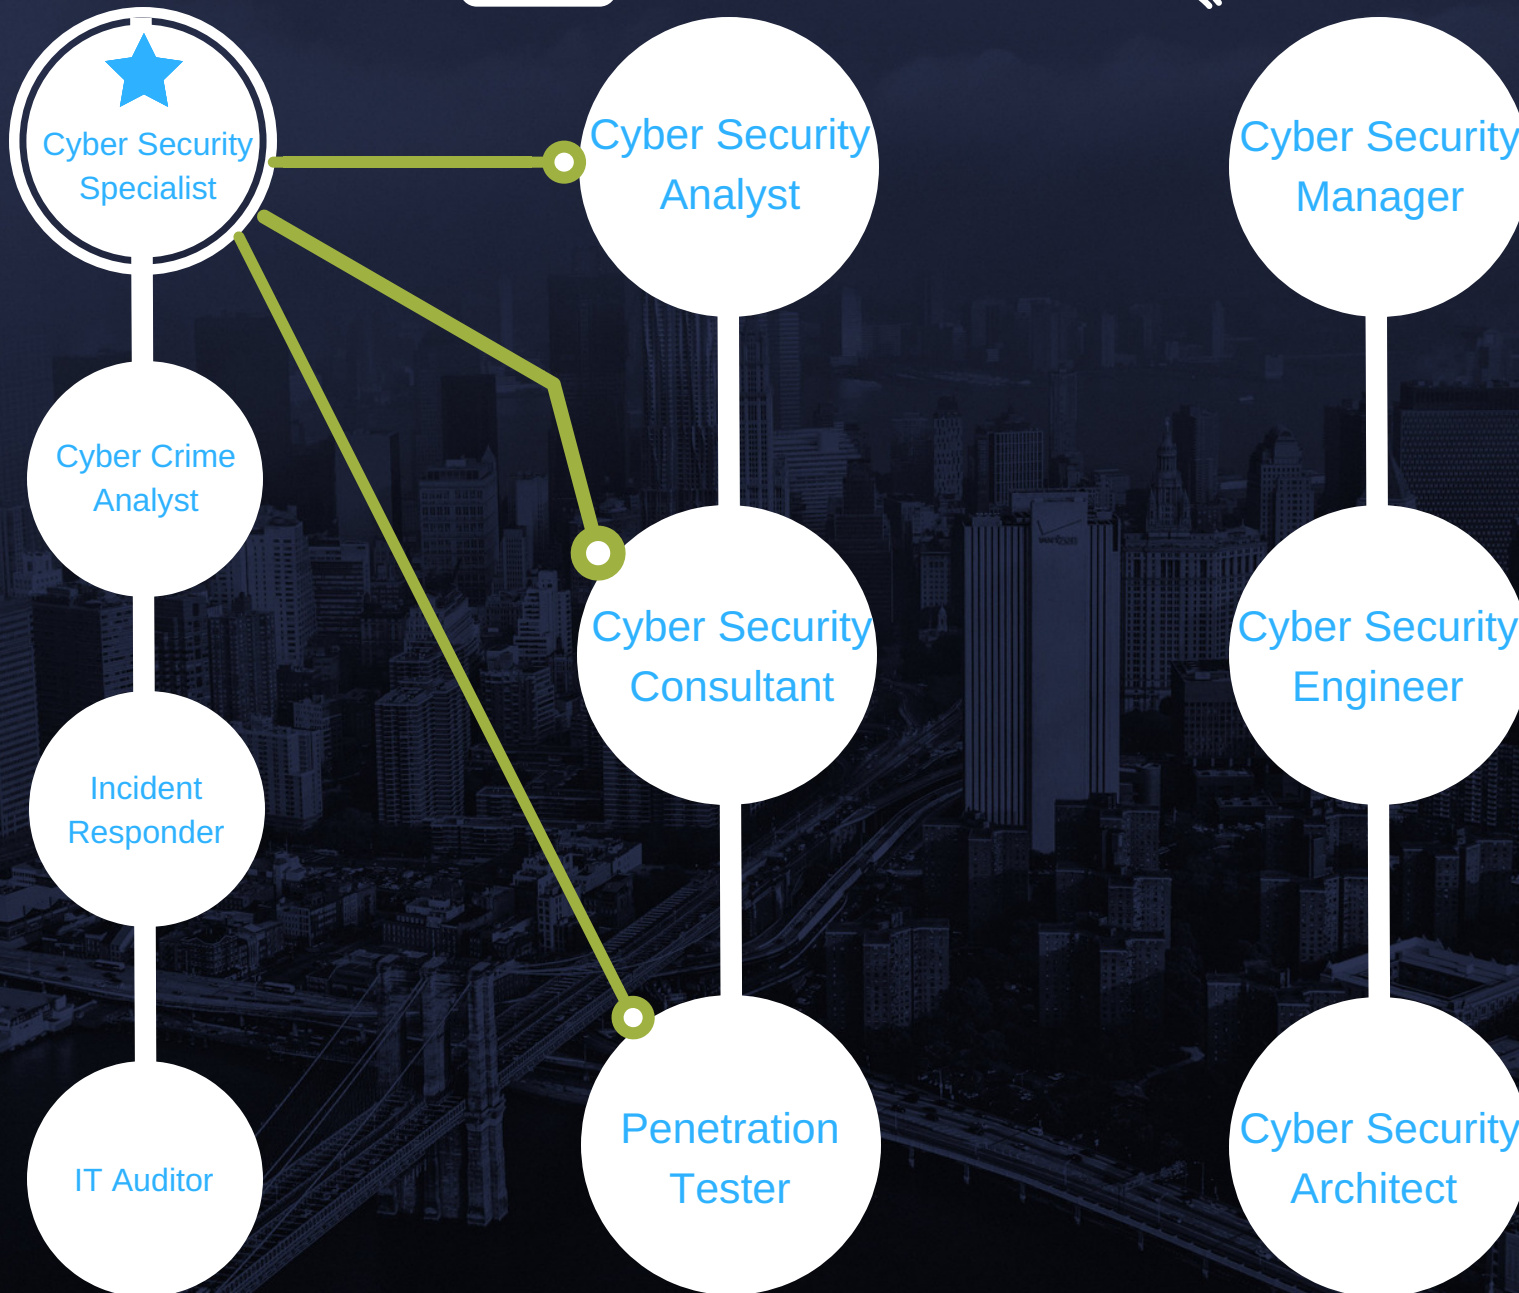 Cyber Security
Specialist
Cyber Crime
Analyst
Incident
Responder
IT Auditor
Cyber Security
Analyst
Cyber Security
Consultant
Penetration
Tester
Cyber Security
Manager
Cyber Security
Engineer
Cyber Security
Architect
verizon